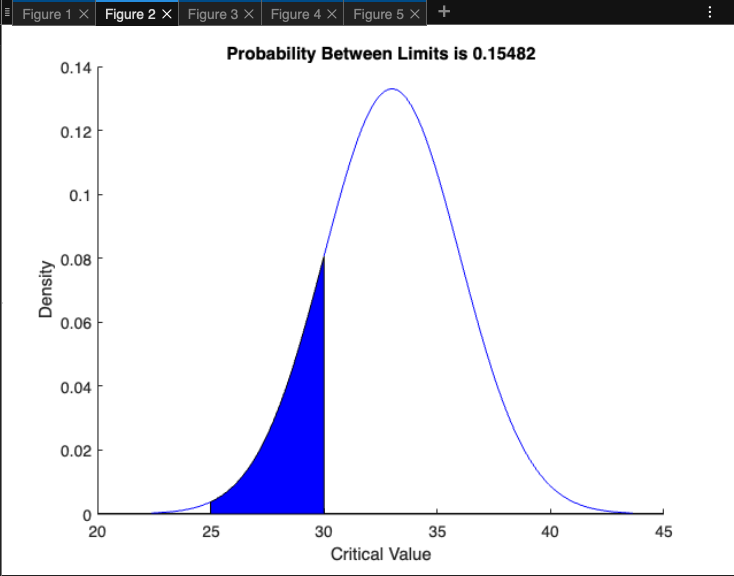 Figure 1 × Figure 2 × Figure 3 × Figure 4 × Figure 5 × +
Probability Between Limits is 0.15482
0.14
0.12
0.1
0.08
0.06
0.04
0.02
0
Density
20 25 30 35 40 45
Critical Value